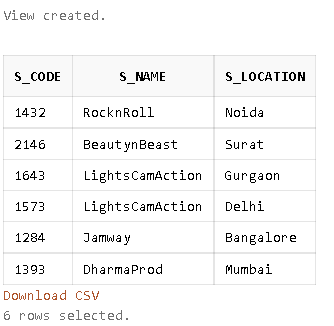 View created.
S_CODE S_NAME S_LOCATION
1432 RocknRoll Noida
2146 BeautynBeast Surat
1643 LightsCamAction Gurgaon
1573 LightsCamAction Delhi
1284 Jamway Bangalore
1393 DharmaProd Mumbai
Download CSV
6 rows selected.